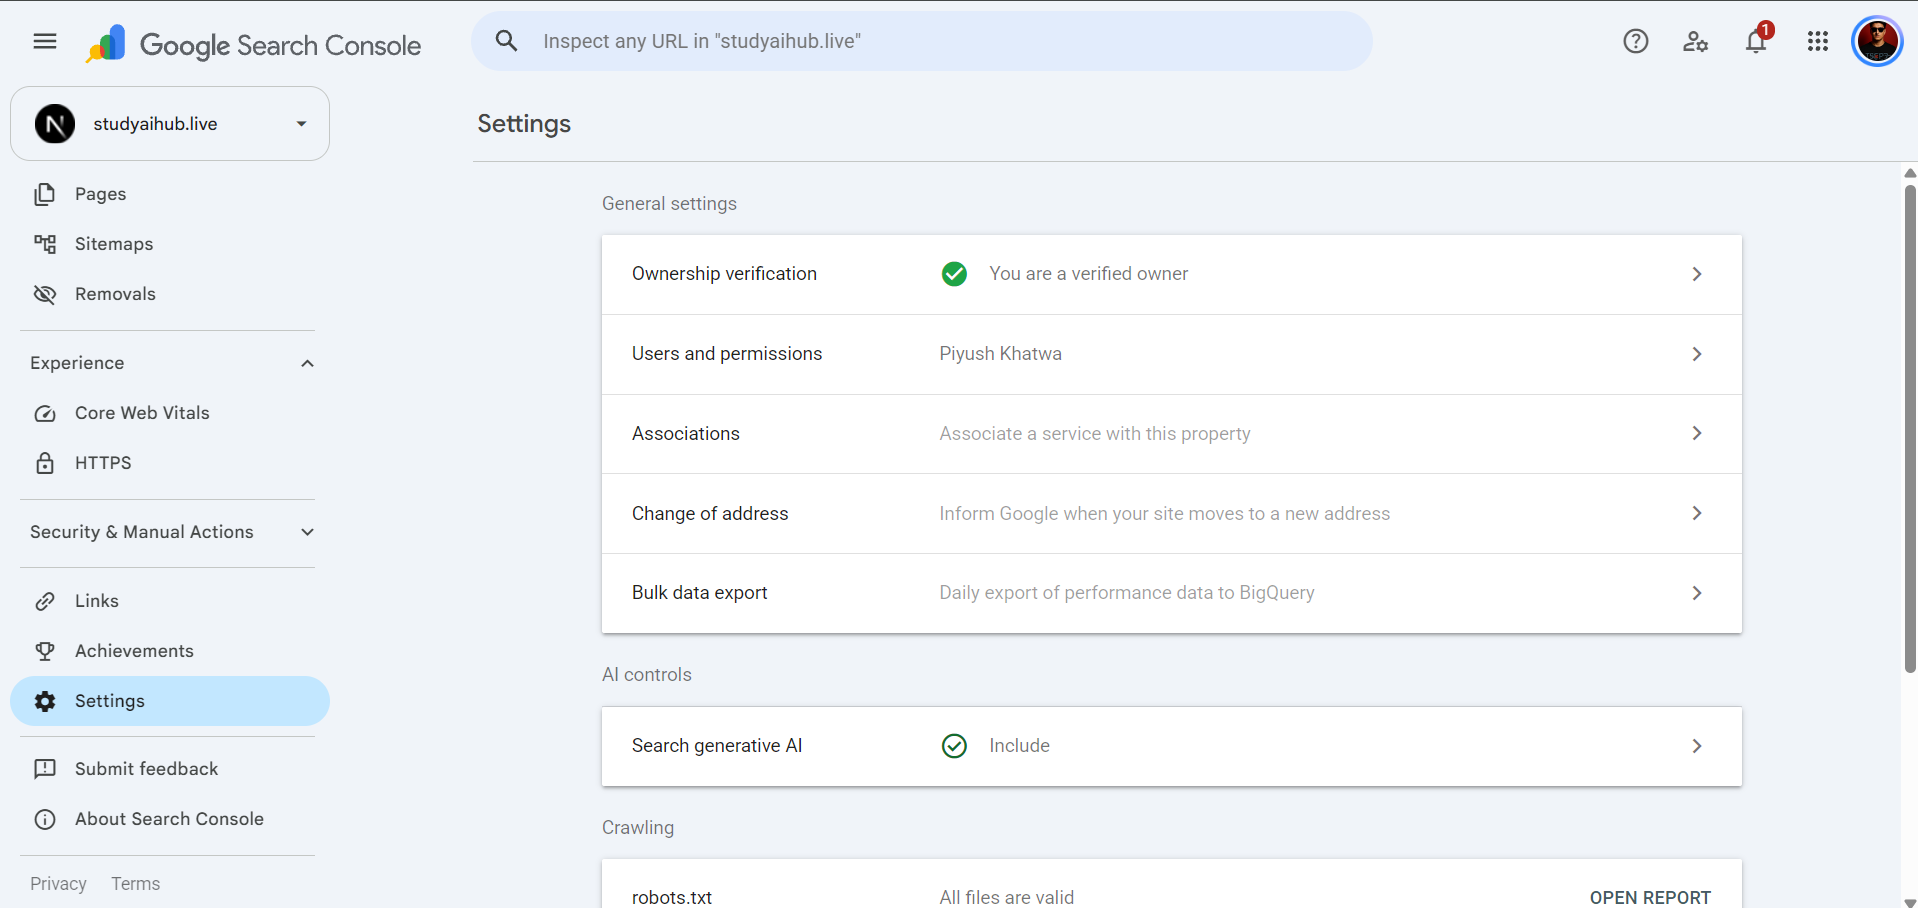 Google Search Console
Inspect any URL in "studyaihub.live"
1
studyaihub.live
Pages
Sitemaps
Removals
Experience
Core Web Vitals
HTTPS
Security & Manual Actions
Links
Achievements
Settings
Submit feedback
About Search Console
Privacy Terms
Settings
General settings
Ownership verification You are a verified owner
Users and permissions Piyush Khatwa
Associations Associate a service with this property
Change of address Inform Google when your site moves to a new address
Bulk data export Daily export of performance data to BigQuery
AI controls
Search generative AI Include
Crawling
robots.txt All files are valid OPEN REPORT